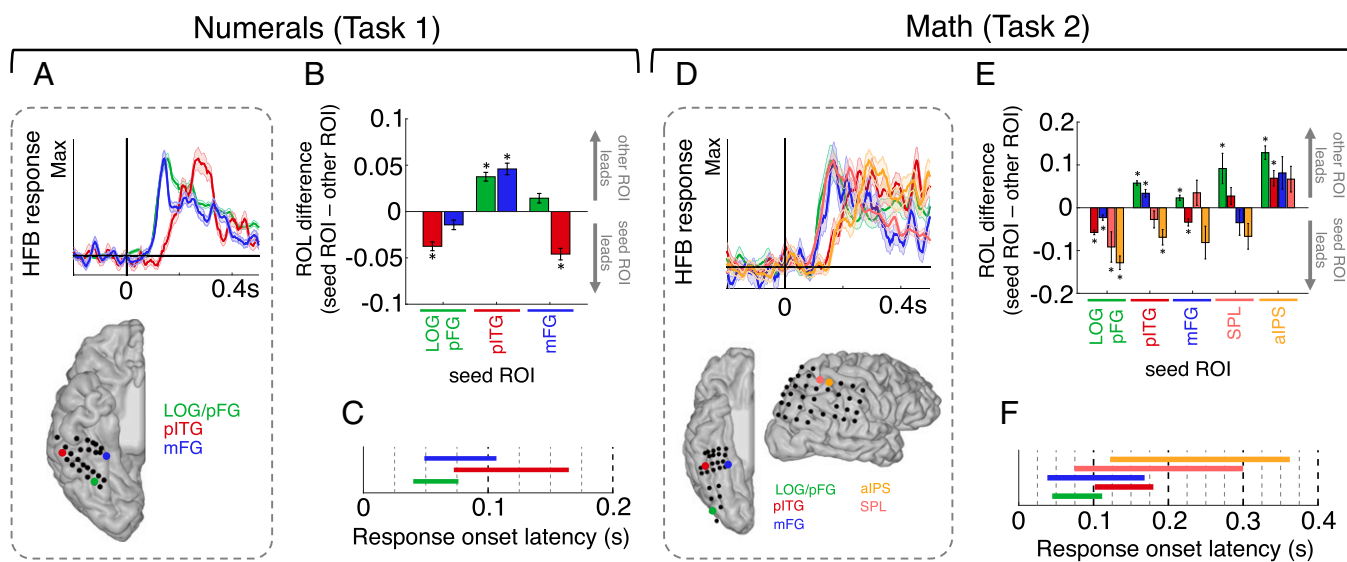 Numerals (Task 1)
Math (Task 2)
A
HFB response
Max
0
0.4s
LOG/pFG
pITG
mFG
B
ROL difference
(seed ROI – other ROI)
0.1
0.05
0
-0.05
-0.1
* * * *
other ROI
leads
seed ROI
leads
LOG
pFG
pITG
mFG
seed ROI
C
0
0.1
0.2
Response onset latency (s)
D
HFB response
Max
0
0.4s
LOG/pFG
pITG
mFG
aIPS
SPL
E
ROL difference
(seed ROI – other ROI)
0.2
0.1
0
-0.1
-0.2
* * * * * * * * * * * *
other ROI
leads
seed ROI
leads
LOG
pFG
pITG
mFG
SPL
aIPS
seed ROI
F
0
0.1
0.2
0.3
0.4
Response onset latency (s)